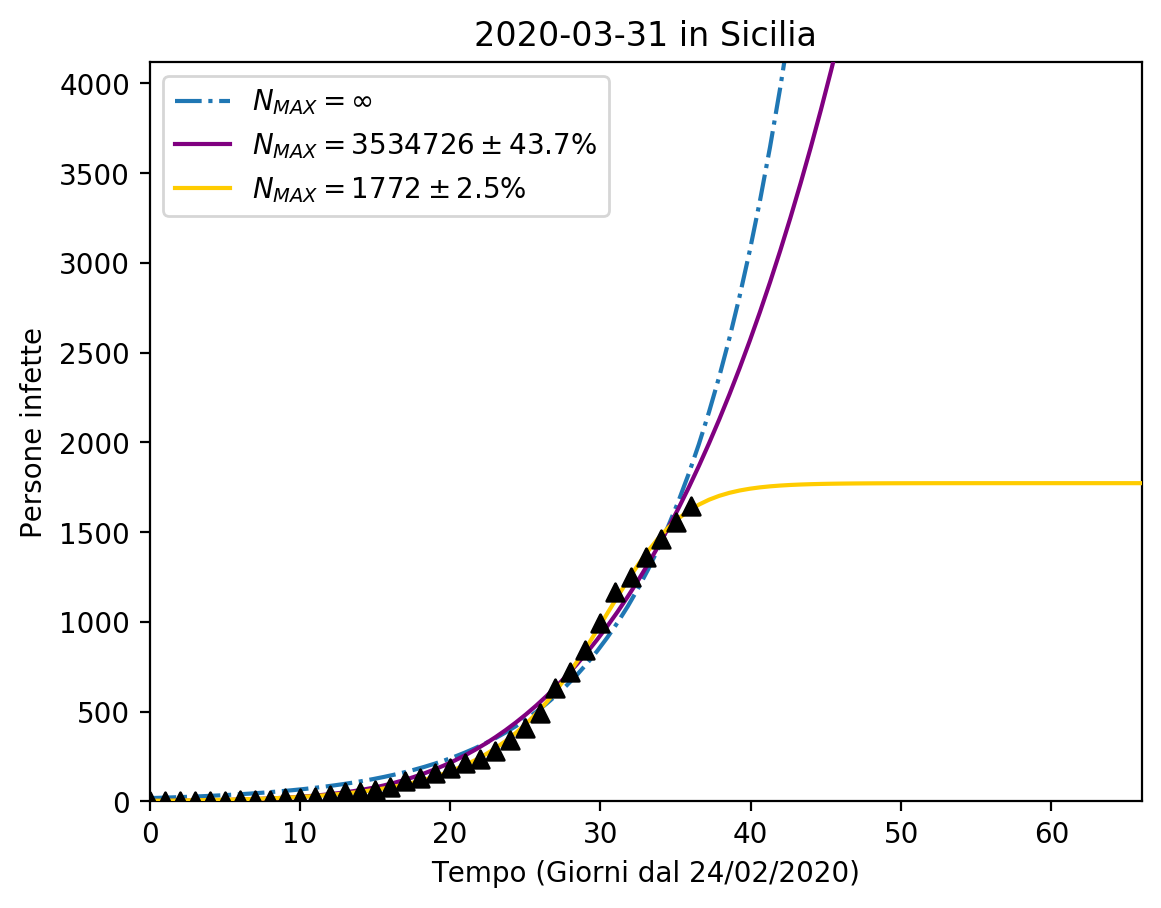 2020-03-31 in Sicilia
N_MAX = ∞
N_MAX = 3534726 ± 43.7%
N_MAX = 1772 ± 2.5%
Persone infette
4000
3500
3000
2500
2000
1500
1000
500
0
0 10 20 30 40 50 60
Tempo (Giorni dal 24/02/2020)